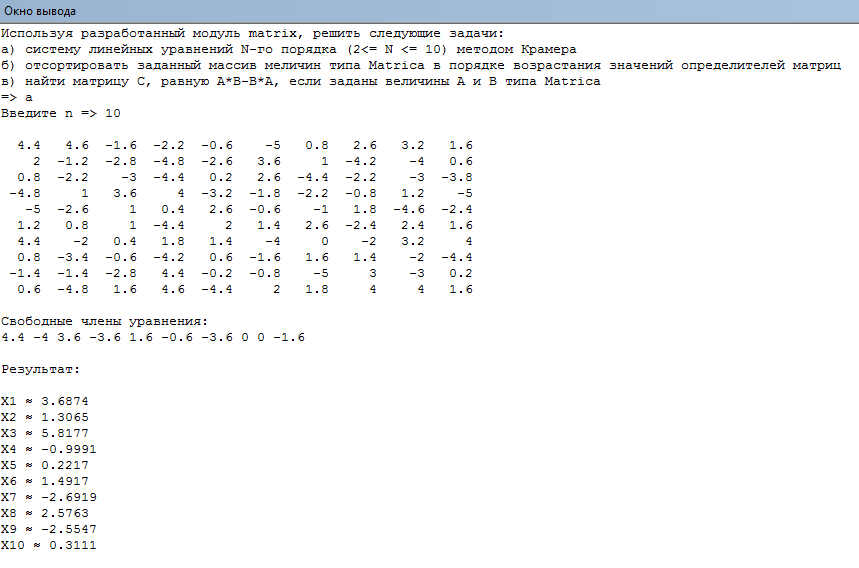 Окно вывода
Используя разработанный модуль matrix, решить следующие задачи:
а) систему линейных уравнений N-го порядка (2<= N <= 10) методом Крамера
б) отсортировать заданный массив меличин типа Matrica в порядке возрастания значений определителей матриц
в) найти матрицу C, равную A*B-B*A, если заданы величины A и B типа Matrica
=> а
Введите n => 10
4.4 4.6 -1.6 -2.2 -0.6 -5 0.8 2.6 3.2 1.6
2 -1.2 -2.8 -4.8 -2.6 3.6 1 -4.2 -4 0.6
0.8 -2.2 -3 -4.4 0.2 2.6 -4.4 -2.2 -3 -3.8
-4.8 1 3.6 4 -3.2 -1.8 -2.2 -0.8 1.2 -5
-5 -2.6 1 0.4 2.6 -0.6 -1 1.8 -4.6 -2.4
1.2 0.8 1 -4.4 2 1.4 2.6 -2.4 2.4 1.6
4.4 -2 0.4 1.8 1.4 -4 0 -2 3.2 4
0.8 -3.4 -0.6 -4.2 0.6 -1.6 1.6 1.4 -2 -4.4
-1.4 -1.4 -2.8 4.4 -0.2 -0.8 -5 3 -3 0.2
0.6 -4.8 1.6 4.6 -4.4 2 1.8 4 4 1.6
Свободные члены уравнения:
4.4 -4 3.6 -3.6 1.6 -0.6 -3.6 0 0 -1.6
Результат:
X1 ≈ 3.6874
X2 ≈ 1.3065
X3 ≈ 5.8177
X4 ≈ -0.9991
X5 ≈ 0.2217
X6 ≈ 1.4917
X7 ≈ -2.6919
X8 ≈ 2.5763
X9 ≈ -2.5547
X10 ≈ 0.3111